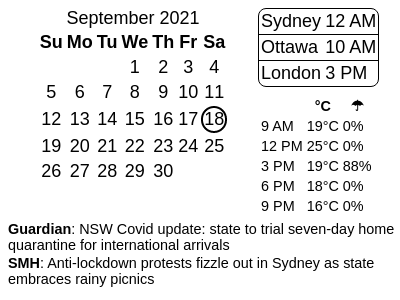 September 2021
Su Mo Tu We Th Fr Sa
1 2 3 4
5 6 7 8 9 10 11
12 13 14 15 16 17 18
19 20 21 22 23 24 25
26 27 28 29 30
Sydney 12 AM
Ottawa 10 AM
London 3 PM
°C ☂
9 AM 19°C 0%
12 PM 25°C 0%
3 PM 19°C 88%
6 PM 18°C 0%
9 PM 16°C 0%
Guardian: NSW Covid update: state to trial seven-day home
quarantine for international arrivals
SMH: Anti-lockdown protests fizzle out in Sydney as state
embraces rainy picnics